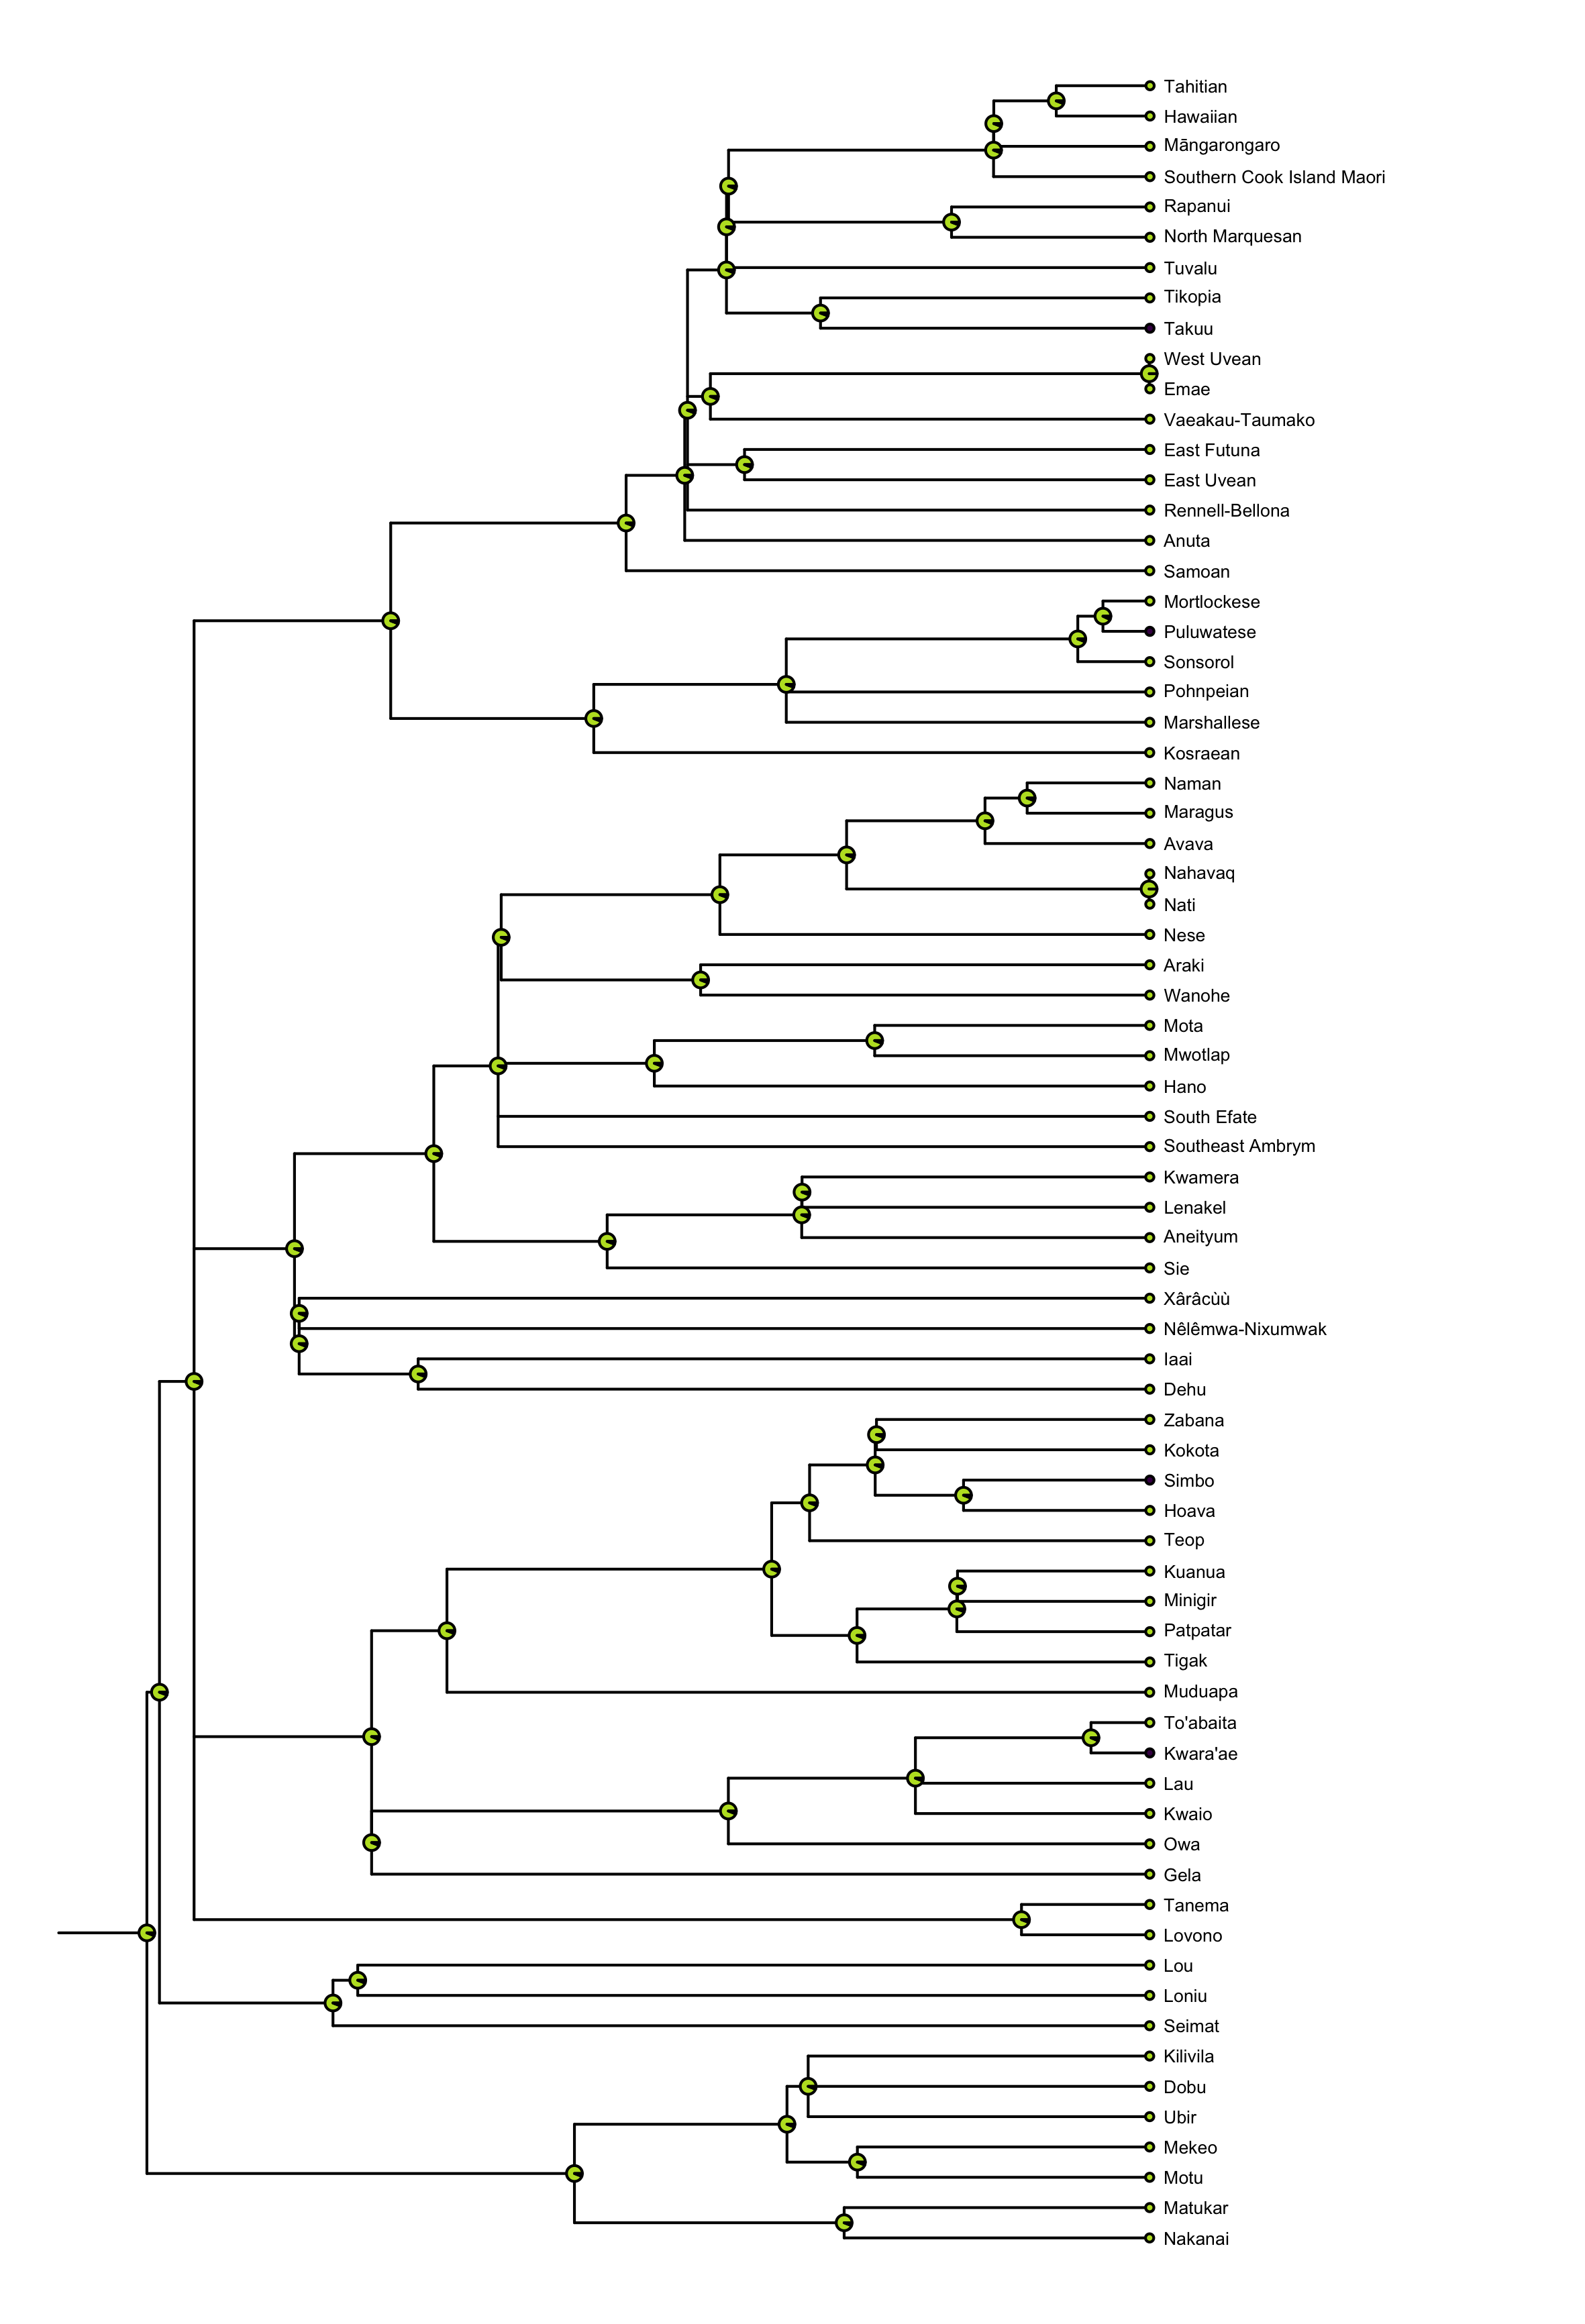 Tahitian
Hawaiian
Māngarongaro
Southern Cook Island Maori
Rapanui
North Marquesan
Tuvalu
Tikopia
Takuu
West Uvean
Emae
Vaeakau-Taumako
East Futuna
East Uvean
Rennell-Bellona
Anuta
Samoan
Mortlockese
Puluwatese
Sonsorol
Pohnpeian
Marshallese
Kosraean
Naman
Maragus
Avava
Nahavaq
Nati
Nese
Araki
Wanohe
Mota
Mwotlap
Hano
South Efate
Southeast Ambrym
Kwamera
Lenakel
Aneityum
Sie
Xârâcùù
Nêlêmwa-Nixumwak
Iaai
Dehu
Zabana
Kokota
Simbo
Hoava
Teop
Kuanua
Minigir
Patpatar
Tigak
Muduapa
To'abaita
Kwara'ae
Lau
Kwaio
Owa
Gela
Tanema
Lovono
Lou
Loniu
Seimat
Kilivila
Dobu
Ubir
Mekeo
Motu
Matukar
Nakanai